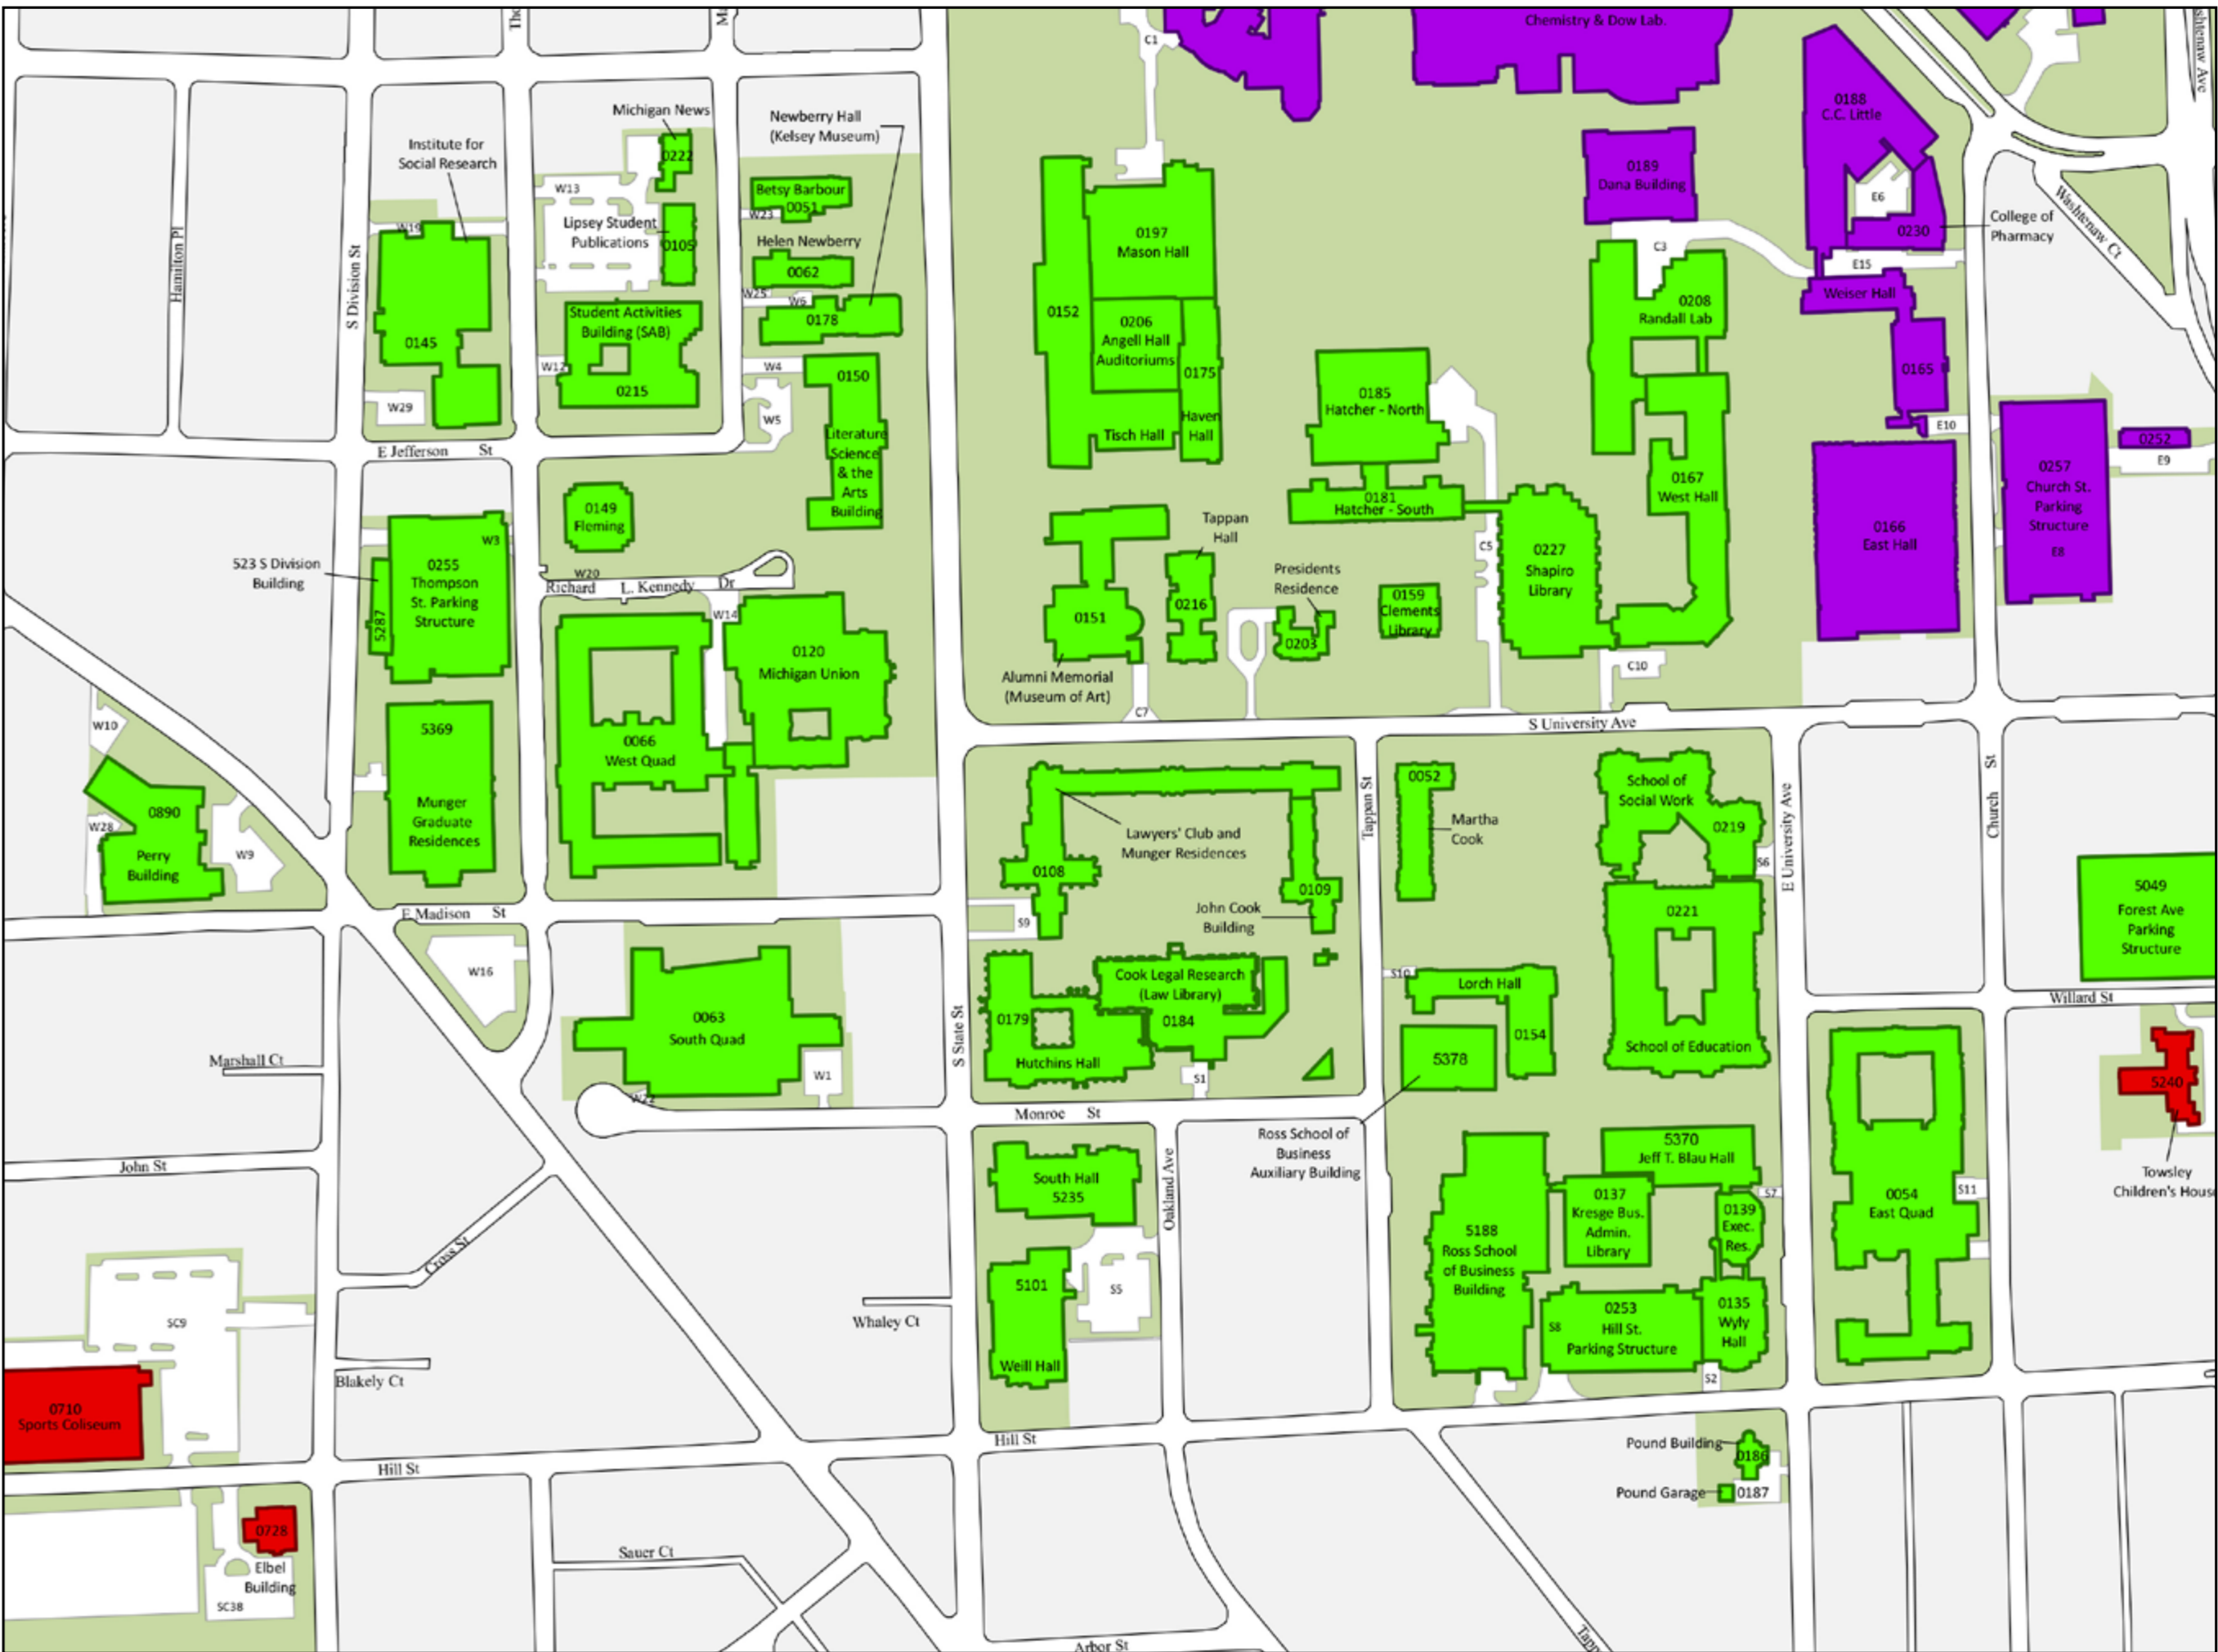 Chemistry & Dow Lab.
C1
0188
C.C. Little
Michigan News
Newberry Hall
(Kelsey Museum)
Institute for
Social Research
0222
0189
Dana Building
E6
W13
Betsy Barbour
0051
W23
College of
Pharmacy
0230
Washtenaw Ct
Washtenaw Ave
W19
Lipsey Student
Publications
0105
Helen Newberry
0062
0197
Mason Hall
C3
E15
Hamilton Pl
S Division St
W25
W6
0178
Weiser Hall
0208
Randall Lab
0152
0206
Angell Hall
Auditoriums
Student Activities
Building (SAB)
0145
W12
0215
W4
0150
0175
0165
W29
W5
0185
Hatcher - North
Haven
Hall
Tisch Hall
Literature
Science
& the
Arts
Building
E Jefferson St
E10
0252
E9
0257
Church St.
Parking
Structure
E8
0167
West Hall
0181
Hatcher - South
0149
Fleming
Tappan
Hall
0166
East Hall
W3
0255
Thompson
St. Parking
Structure
523 S Division
Building
5287
C5
0227
Shapiro
Library
W20
Richard L. Kennedy Dr
Presidents
Residence
0159
Clements
Library
0151
0216
0203
W14
0120
Michigan Union
C10
Alumni Memorial
(Museum of Art)
C7
W10
5369
Munger
Graduate
Residences
0066
West Quad
S University Ave
0052
Martha
Cook
School of
Social Work
0219
Tappan St
E University Ave
Church St
0890
Perry
Building
W28
W9
Lawyers' Club and
Munger Residences
0108
0109
S6
5049
Forest Ave
Parking
Structure
E Madison St
S9
John Cook
Building
0221
School of Education
W16
Cook Legal Research
(Law Library)
S10
Lorch Hall
Willard St
0063
South Quad
S State St
0179
0184
Hutchins Hall
0154
5378
Marshall Ct
W1
W22
S1
5240
Monroe St
John St
Ross School of
Business
Auxiliary Building
5370
Jeff T. Blau Hall
Towsley
Children's House
South Hall
5235
Oakland Ave
0137
Kresge Bus.
Admin.
Library
S7
0139
Exec.
Res.
0054
East Quad
S11
5188
Ross School
of Business
Building
Cross St
5101
Weill Hall
S5
SC9
Whaley Ct
S8
0253
Hill St.
Parking Structure
0135
Wyly
Hall
Blakely Ct
S2
0710
Sports Coliseum
Hill St
Hill St
Pound Building
0186
Pound Garage
0187
0728
Elbel
Building
SC38
Sauer Ct
Arbor St